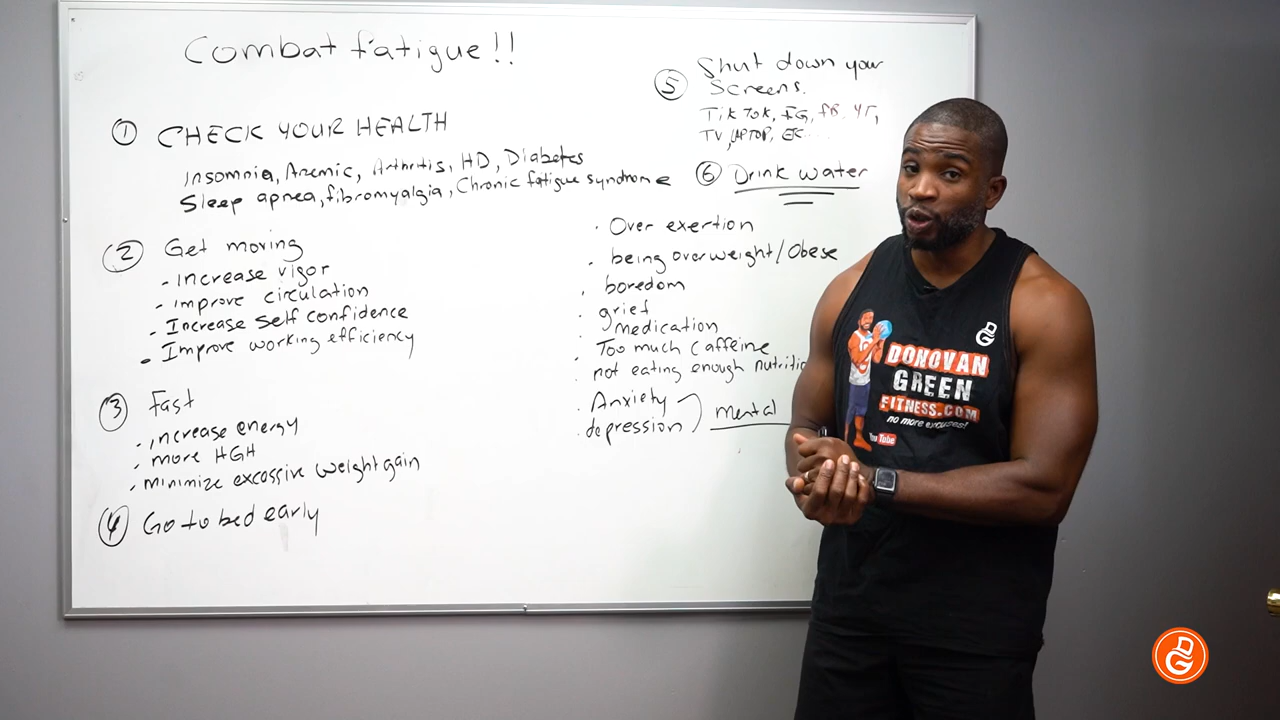 Combat fatigue!!
① CHECK YOUR HEALTH
Insomnia, Anemic, Arthritis, HD, Diabetes
Sleep apnea, fibromyalgia, Chronic fatigue syndrome
② Get moving
- increase vigor
- improve circulation
- Increase self confidence
- Improve working efficiency
③ Fast
- increase energy
- more HGH
- minimize excossive weight gain
④ Go to bed early
⑤ Shut down your
Screens.
Tik Tok, IG, FB, YT,
TV, LAPTOP, ETC....
⑥ Drink water
. Over exertion
. being overweight/Obese
. boredom
. grief
. medication
. Too much caffeine
. not eating enough nutriti
. Anxiety
. depression ) mental
DONOVAN
GREEN
FITNESS.COM
no more excuses!
YouTube
DG